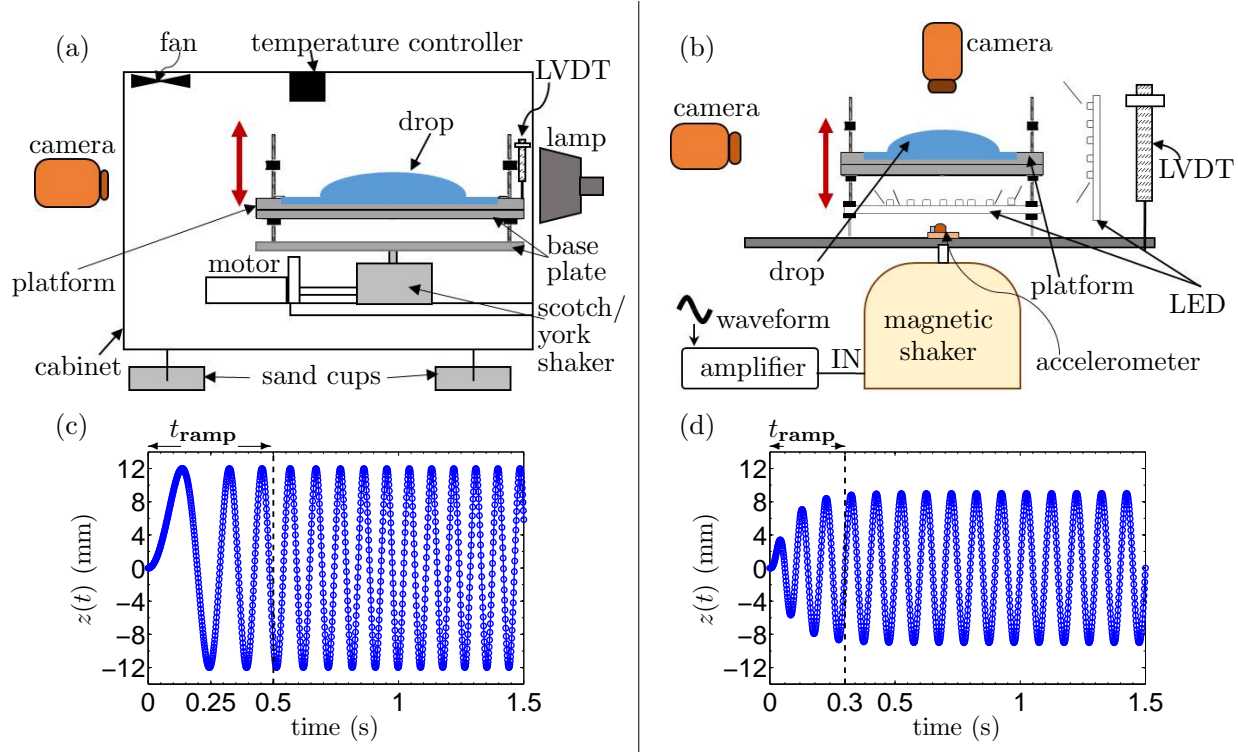 (a)
fan
temperature controller
LVDT
drop
lamp
camera
platform
motor
base
plate
scotch/
york
shaker
cabinet
sand cups
(b)
camera
camera
LVDT
drop
platform
LED
waveform
magnetic
shaker
accelerometer
amplifier
IN
(c)
t_ramp
z(t) (mm)
12
8
4
0
−4
−8
−12
0 0.25 0.5 1 1.5
time (s)
(d)
t_ramp
z(t) (mm)
12
8
4
0
−4
−8
−12
0 0.3 0.5 1 1.5
time (s)